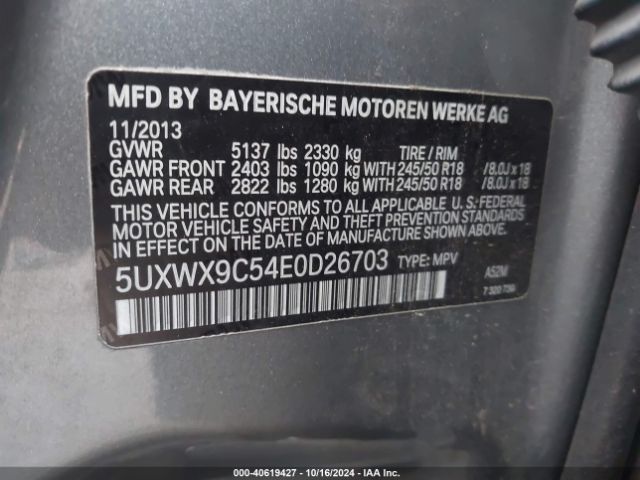 MFD BY BAYERISCHE MOTOREN WERKE AG
11/2013
GVWR 5137 lbs 2330 kg TIRE / RIM
GAWR FRONT 2403 lbs 1090 kg WITH 245/50 R18 /8.0J x 18
GAWR REAR 2822 lbs 1280 kg WITH 245/50 R18 /8.0J x 18
THIS VEHICLE CONFORMS TO ALL APPLICABLE U.S. FEDERAL
MOTOR VEHICLE SAFETY AND THEFT PREVENTION STANDARDS
IN EFFECT ON THE DATE OF MANUFACTURE SHOWN ABOVE.
5UXWX9C54E0D26703 TYPE: MPV
A52M
000-40619427 - 10/16/2024 - IAA Inc.